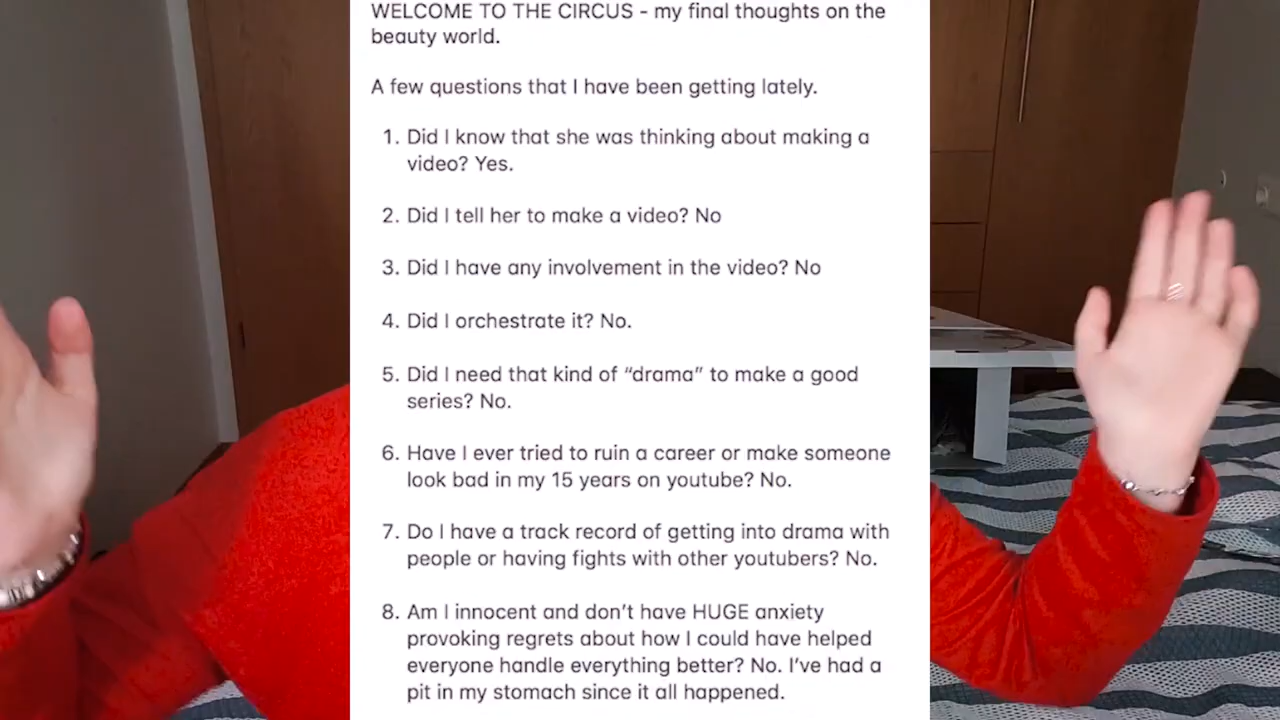 WELCOME TO THE CIRCUS - my final thoughts on the
beauty world.
A few questions that I have been getting lately.
1. Did I know that she was thinking about making a
video? Yes.
2. Did I tell her to make a video? No
3. Did I have any involvement in the video? No
4. Did I orchestrate it? No.
5. Did I need that kind of “drama” to make a good
series? No.
6. Have I ever tried to ruin a career or make someone
look bad in my 15 years on youtube? No.
7. Do I have a track record of getting into drama with
people or having fights with other youtubers? No.
8. Am I innocent and don’t have HUGE anxiety
provoking regrets about how I could have helped
everyone handle everything better? No. I’ve had a
pit in my stomach since it all happened.